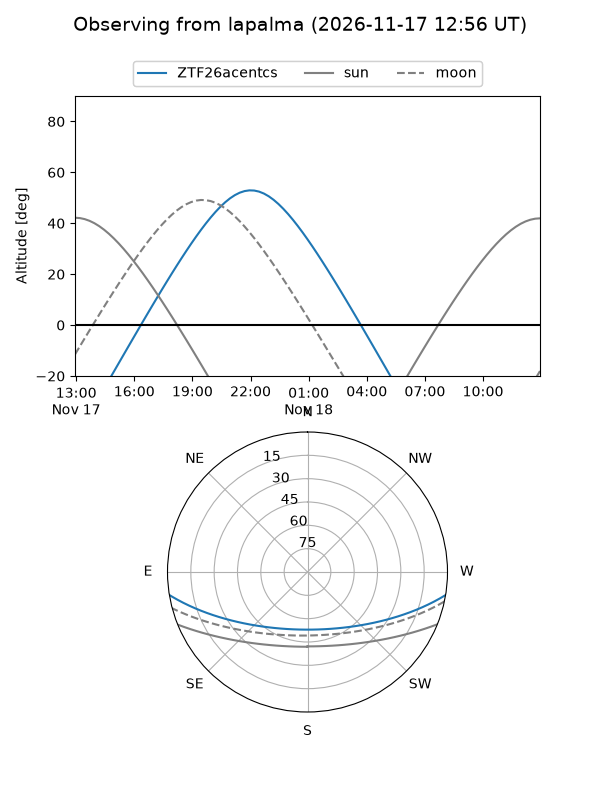 Observing from lapalma (2026-11-17 12:56 UT)
ZTF26acentcs
sun
moon
Altitude [deg]
80
60
40
20
0
−20
13:00
Nov 17
16:00
19:00
22:00
01:00
Nov 18
04:00
07:00
10:00
N
NE
NW
15
30
45
60
75
E
W
SE
SW
S